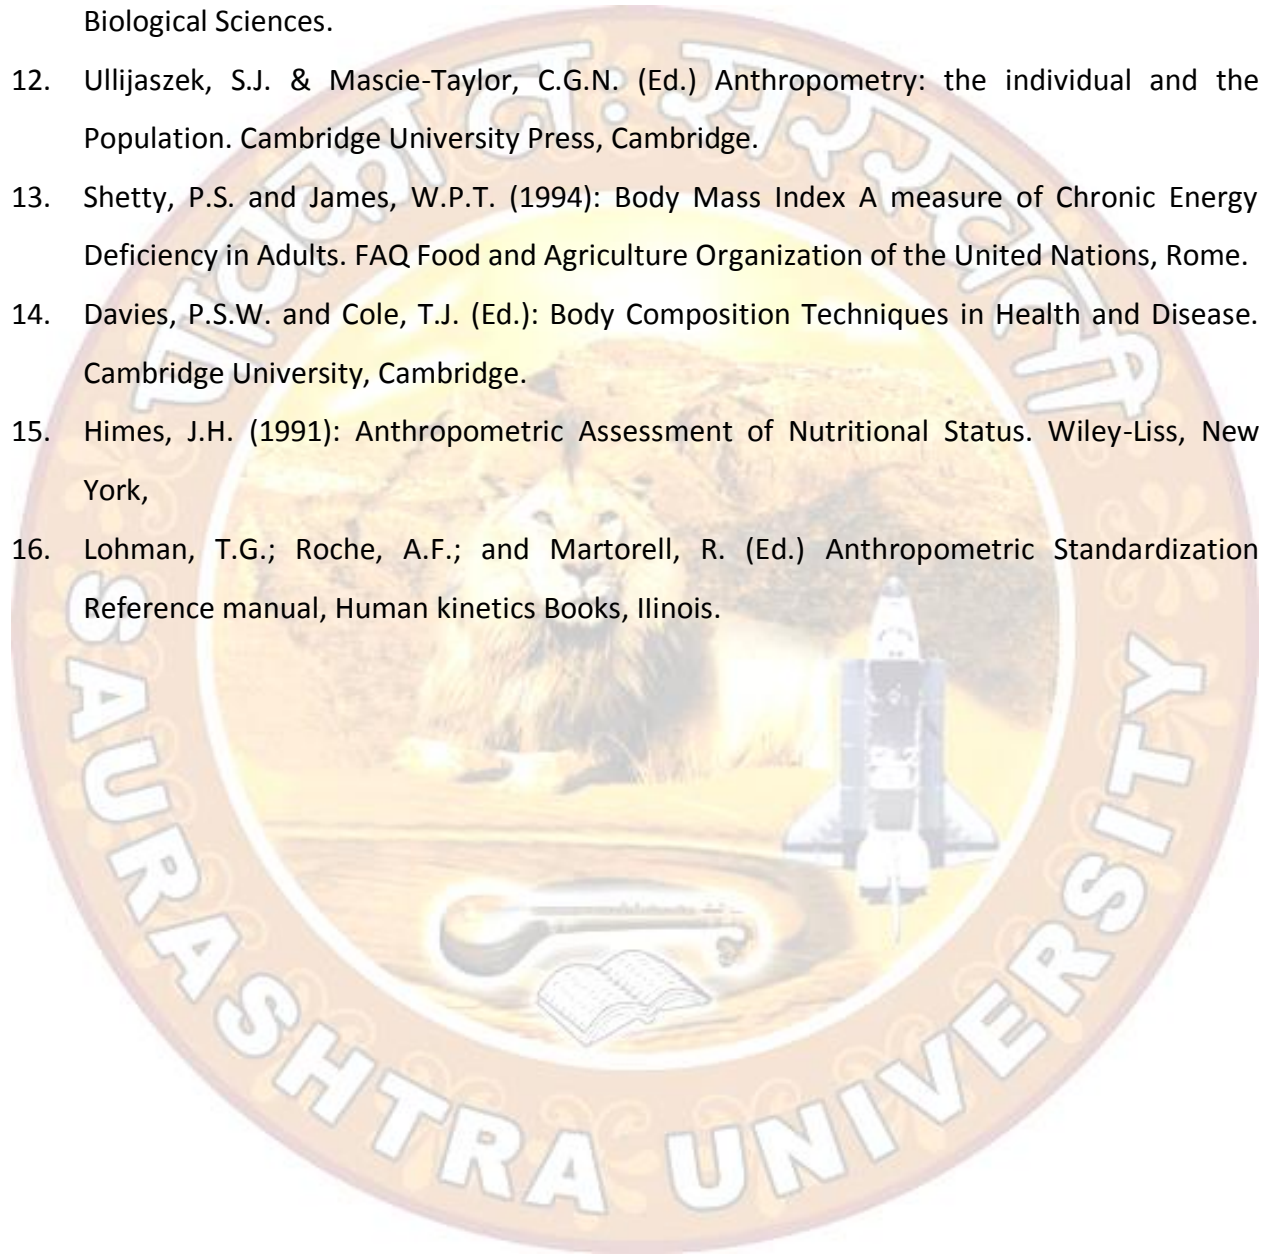 Biological Sciences.
12. Ullijaszek, S.J. & Mascie-Taylor, C.G.N. (Ed.) Anthropometry: the individual and the
Population. Cambridge University Press, Cambridge.
13. Shetty, P.S. and James, W.P.T. (1994): Body Mass Index A measure of Chronic Energy
Deficiency in Adults. FAQ Food and Agriculture Organization of the United Nations, Rome.
14. Davies, P.S.W. and Cole, T.J. (Ed.): Body Composition Techniques in Health and Disease.
Cambridge University, Cambridge.
15. Himes, J.H. (1991): Anthropometric Assessment of Nutritional Status. Wiley-Liss, New
York,
16. Lohman, T.G.; Roche, A.F.; and Martorell, R. (Ed.) Anthropometric Standardization
Reference manual, Human kinetics Books, IIinois.
पावका नः सरस्वती
SAURASHTRA UNIVERSITY